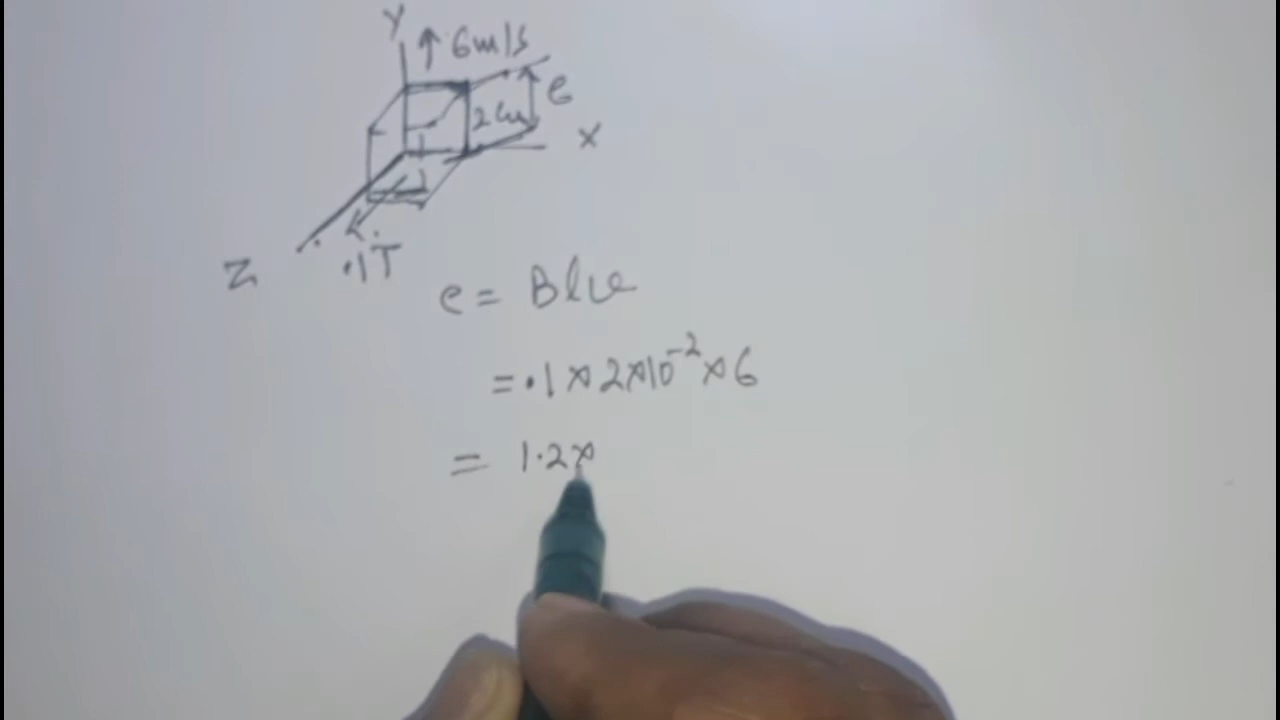 Y
↑ 6m/s
e
2cm
X
Z
.1T
e = Blv
= .1 × 2×10⁻² × 6
= 1.2×